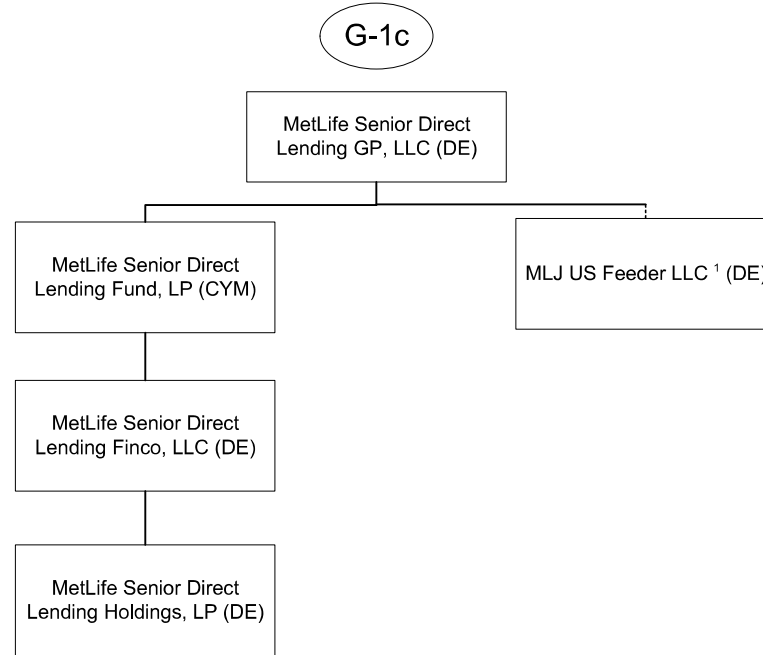 G-1c
MetLife Senior Direct
Lending GP, LLC (DE)
MetLife Senior Direct
Lending Fund, LP (CYM)
MLJ US Feeder LLC ¹ (DE)
MetLife Senior Direct
Lending Finco, LLC (DE)
MetLife Senior Direct
Lending Holdings, LP (DE)